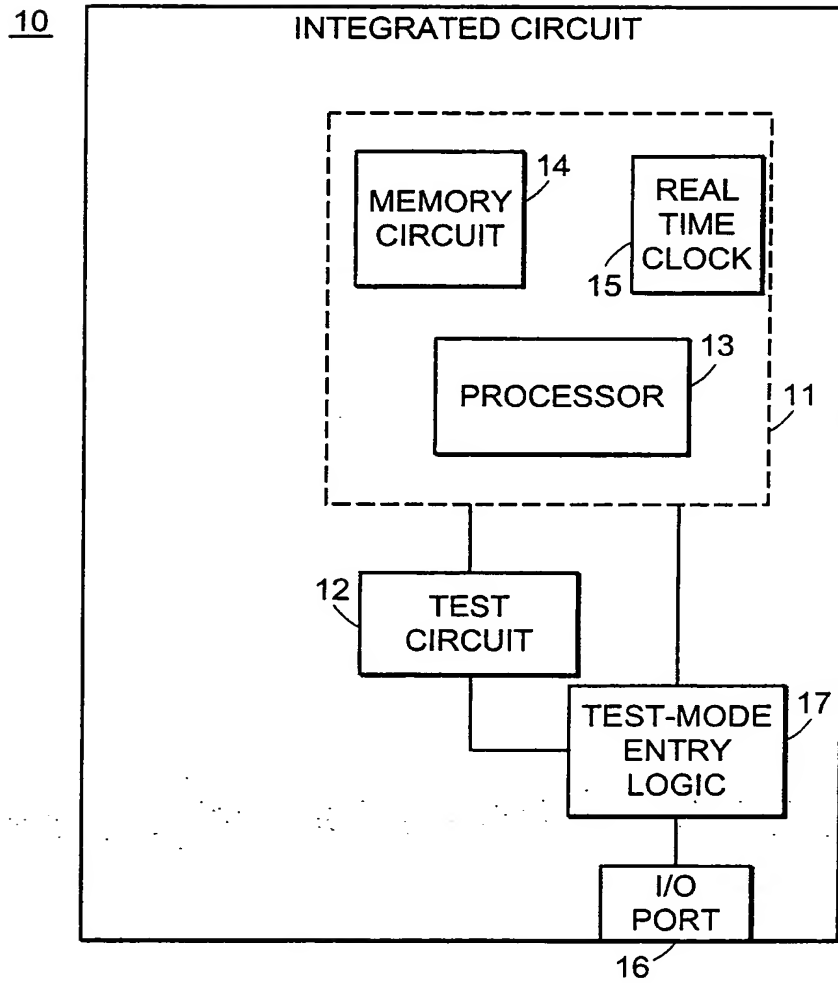 10
INTEGRATED CIRCUIT
14
MEMORY
CIRCUIT
REAL
TIME
CLOCK
15
13
PROCESSOR
11
12
TEST
CIRCUIT
17
TEST-MODE
ENTRY
LOGIC
I/O
PORT
16